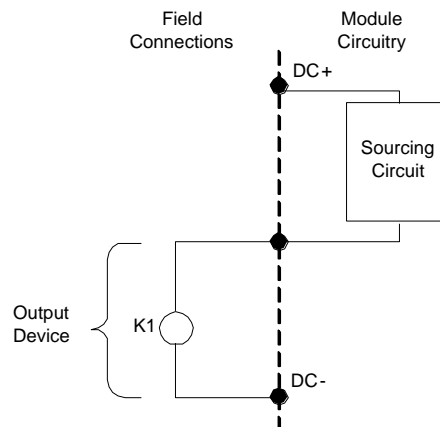 Field
Connections
Module
Circuitry
DC+
Sourcing
Circuit
Output
Device
K1
DC-